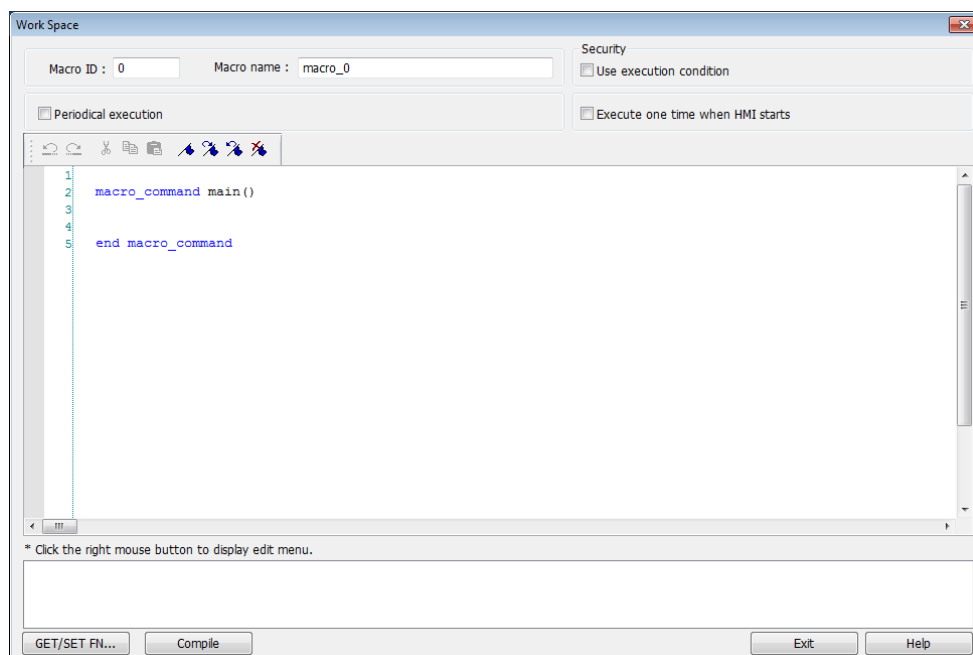 Work Space
Macro ID : 0 Macro name : macro_0
Security
Use execution condition
Periodical execution
Execute one time when HMI starts
1
2 macro_command main()
3
4
5 end macro_command
* Click the right mouse button to display edit menu.
GET/SET FN... Compile Exit Help